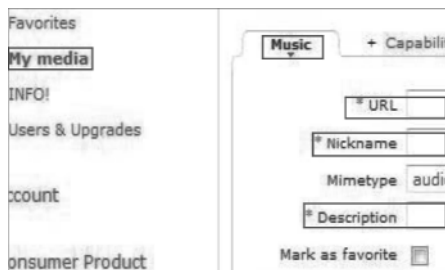 Favorites
My media
INFO!
Users & Upgrades
ccount
onsumer Product
Music
+ Capabili
* URL
* Nickname
Mimetype audi
* Description
Mark as favorite